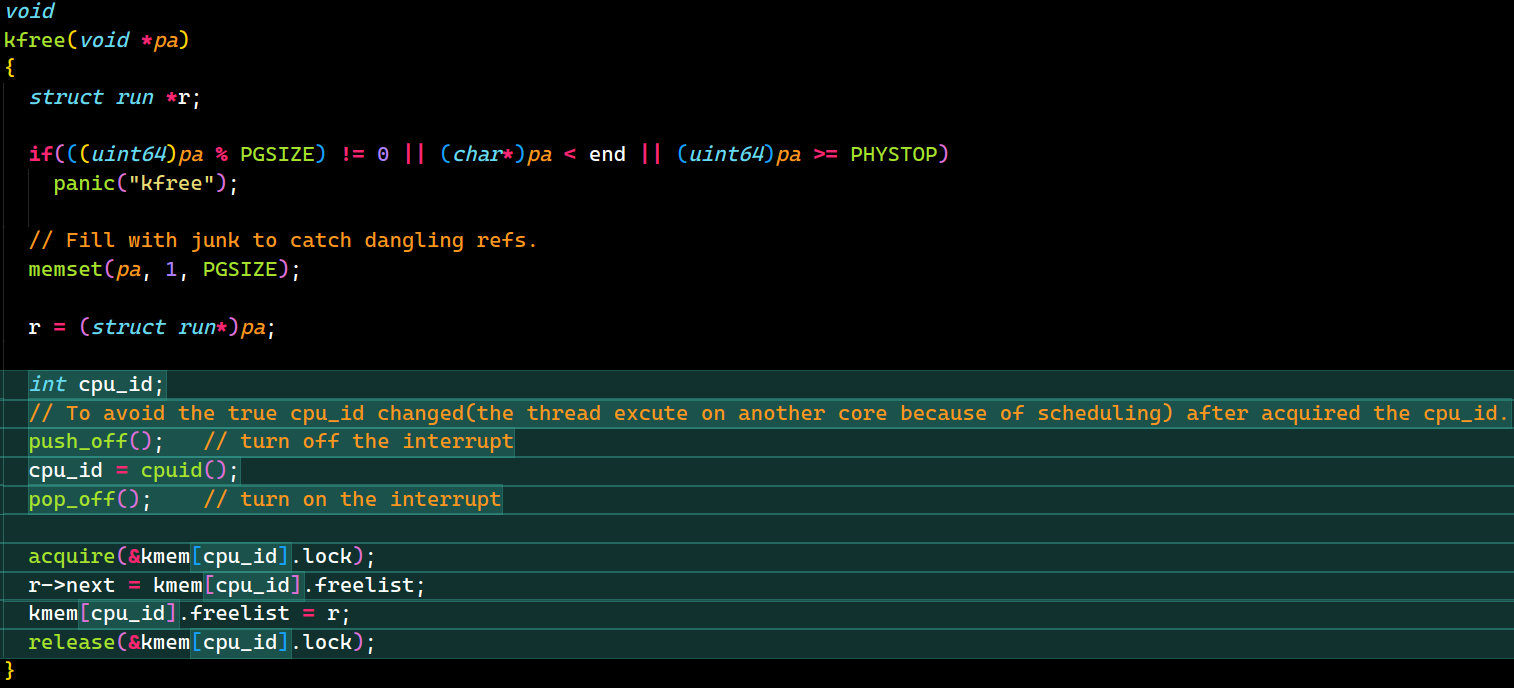 void
kfree(void *pa)
{
  struct run *r;

  if(((uint64)pa % PGSIZE) != 0 || (char*)pa < end || (uint64)pa >= PHYSTOP)
    panic("kfree");

  // Fill with junk to catch dangling refs.
  memset(pa, 1, PGSIZE);

  r = (struct run*)pa;

  int cpu_id;
  // To avoid the true cpu_id changed(the thread excute on another core because of scheduling) after acquired the cpu_id.
  push_off();   // turn off the interrupt
  cpu_id = cpuid();
  pop_off();    // turn on the interrupt

  acquire(&kmem[cpu_id].lock);
  r->next = kmem[cpu_id].freelist;
  kmem[cpu_id].freelist = r;
  release(&kmem[cpu_id].lock);
}